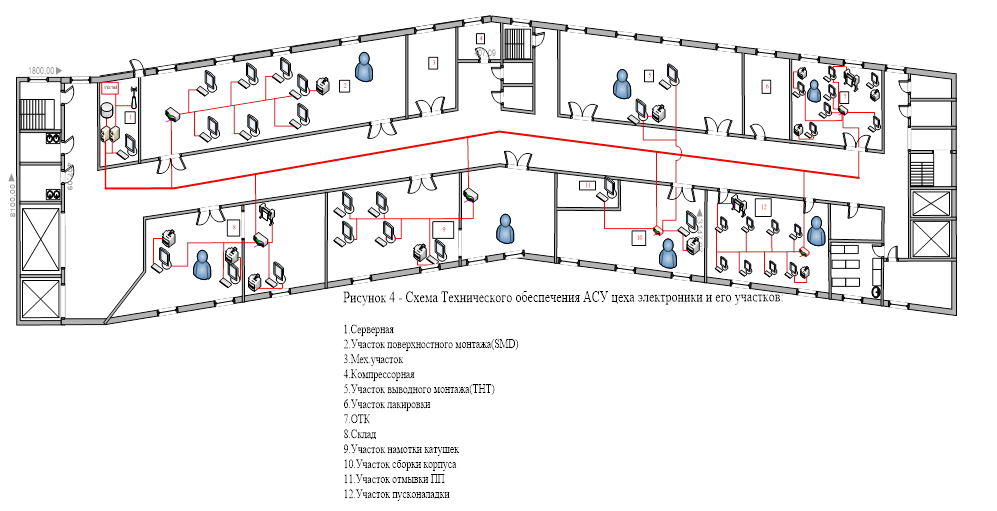 1800,00
8100,00
60
Internet
1
2
3
4
5
6
7
8
9
10
11
12
Рисунок 4 - Схема Технического обеспечения АСУ цеха электроники и его участков.
1.Серверная
2.Участок поверхностного монтажа(SMD)
3.Мех.участок
4.Компрессорная
5.Участок выводного монтажа(ТНТ)
6.Участок лакировки
7.ОТК
8.Склад
9.Участок намотки катушек
10.Участок сборки корпуса
11.Участок отмывки ПП
12.Участок пусконаладки